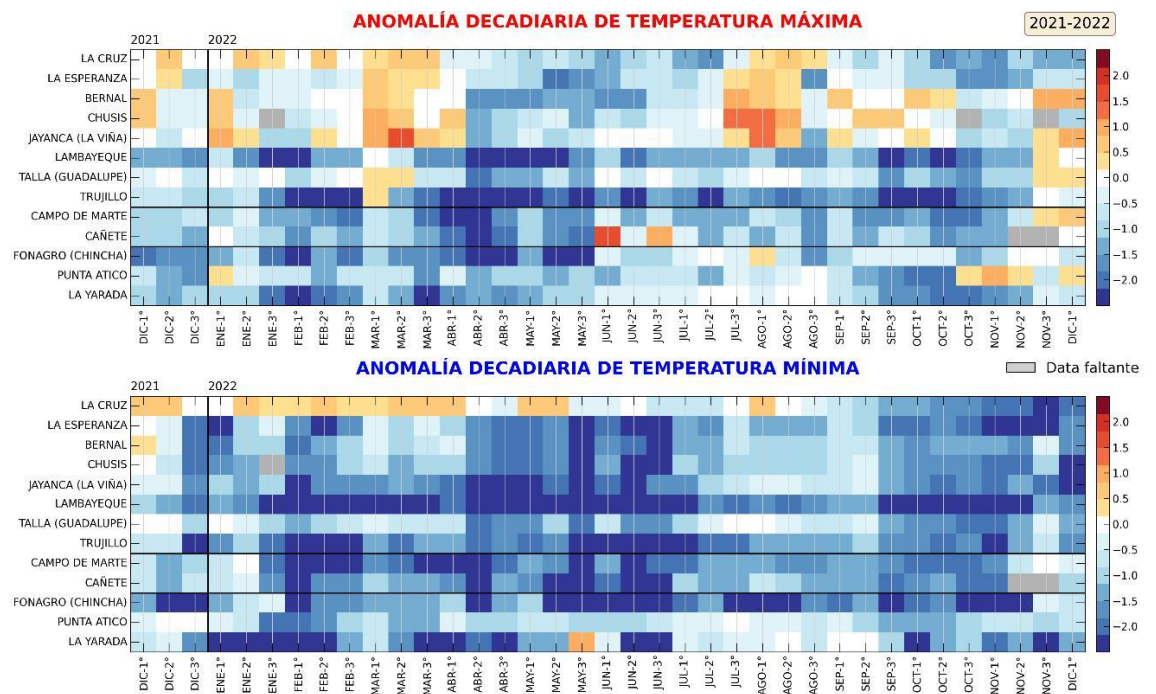 ANOMALÍA DECADIARIA DE TEMPERATURA MÁXIMA
2021-2022
2021 2022
LA CRUZ
LA ESPERANZA
BERNAL
CHUSIS
JAYANCA (LA VIÑA)
LAMBAYEQUE
TALLA (GUADALUPE)
TRUJILLO
CAMPO DE MARTE
CAÑETE
FONAGRO (CHINCHA)
PUNTA ATICO
LA YARADA
2.0
1.5
1.0
0.5
0.0
−0.5
−1.0
−1.5
−2.0
DIC-1° DIC-2° DIC-3° ENE-1° ENE-2° ENE-3° FEB-1° FEB-2° FEB-3° MAR-1° MAR-2° MAR-3° ABR-1° ABR-2° ABR-3° MAY-1° MAY-2° MAY-3° JUN-1° JUN-2° JUN-3° JUL-1° JUL-2° JUL-3° AGO-1° AGO-2° AGO-3° SEP-1° SEP-2° SEP-3° OCT-1° OCT-2° OCT-3° NOV-1° NOV-2° NOV-3° DIC-1°
ANOMALÍA DECADIARIA DE TEMPERATURA MÍNIMA
Data faltante
2021 2022
LA CRUZ
LA ESPERANZA
BERNAL
CHUSIS
JAYANCA (LA VIÑA)
LAMBAYEQUE
TALLA (GUADALUPE)
TRUJILLO
CAMPO DE MARTE
CAÑETE
FONAGRO (CHINCHA)
PUNTA ATICO
LA YARADA
2.0
1.5
1.0
0.5
0.0
−0.5
−1.0
−1.5
−2.0
DIC-1° DIC-2° DIC-3° ENE-1° ENE-2° ENE-3° FEB-1° FEB-2° FEB-3° MAR-1° MAR-2° MAR-3° ABR-1° ABR-2° ABR-3° MAY-1° MAY-2° MAY-3° JUN-1° JUN-2° JUN-3° JUL-1° JUL-2° JUL-3° AGO-1° AGO-2° AGO-3° SEP-1° SEP-2° SEP-3° OCT-1° OCT-2° OCT-3° NOV-1° NOV-2° NOV-3° DIC-1°